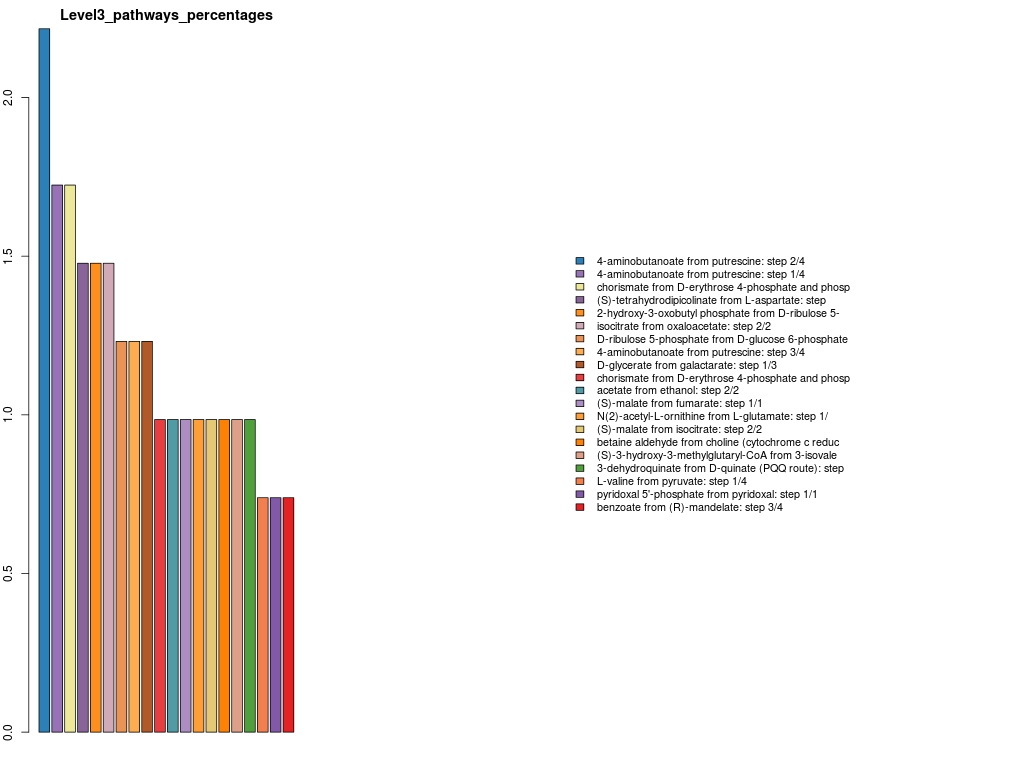 Level3_pathways_percentages
2.0
1.5
1.0
0.5
0.0
4-aminobutanoate from putrescine: step 2/4
4-aminobutanoate from putrescine: step 1/4
chorismate from D-erythrose 4-phosphate and phosp
(S)-tetrahydrodipicolinate from L-aspartate: step
2-hydroxy-3-oxobutyl phosphate from D-ribulose 5-
isocitrate from oxaloacetate: step 2/2
D-ribulose 5-phosphate from D-glucose 6-phosphate
4-aminobutanoate from putrescine: step 3/4
D-glycerate from galactarate: step 1/3
chorismate from D-erythrose 4-phosphate and phosp
acetate from ethanol: step 2/2
(S)-malate from fumarate: step 1/1
N(2)-acetyl-L-ornithine from L-glutamate: step 1/
(S)-malate from isocitrate: step 2/2
betaine aldehyde from choline (cytochrome c reduc
(S)-3-hydroxy-3-methylglutaryl-CoA from 3-isovale
3-dehydroquinate from D-quinate (PQQ route): step
L-valine from pyruvate: step 1/4
pyridoxal 5'-phosphate from pyridoxal: step 1/1
benzoate from (R)-mandelate: step 3/4